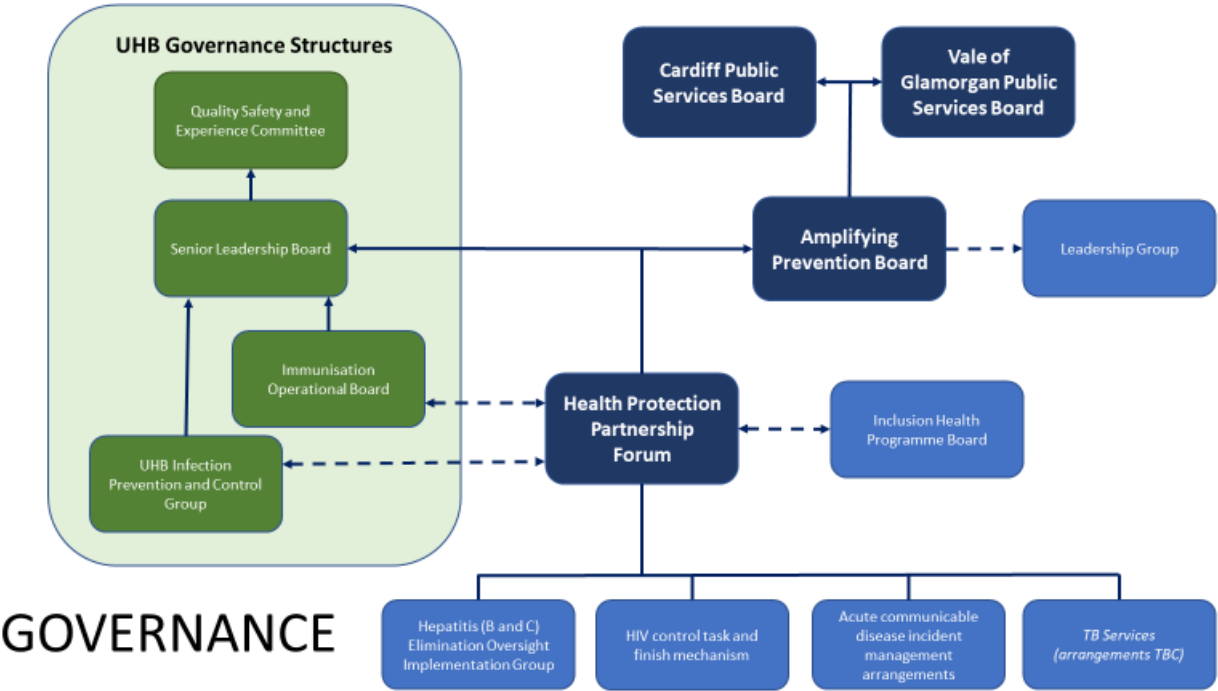 UHB Governance Structures
Quality Safety and
Experience Committee
Senior Leadership Board
Immunisation
Operational Board
UHB Infection
Prevention and Control
Group
Cardiff Public
Services Board
Vale of
Glamorgan Public
Services Board
Amplifying
Prevention Board
Leadership Group
Health Protection
Partnership
Forum
Inclusion Health
Programme Board
GOVERNANCE
Hepatitis (B and C)
Elimination Oversight
Implementation Group
HIV control task and
finish mechanism
Acute communicable
disease incident
management
arrangements
TB Services
(arrangements TBC)